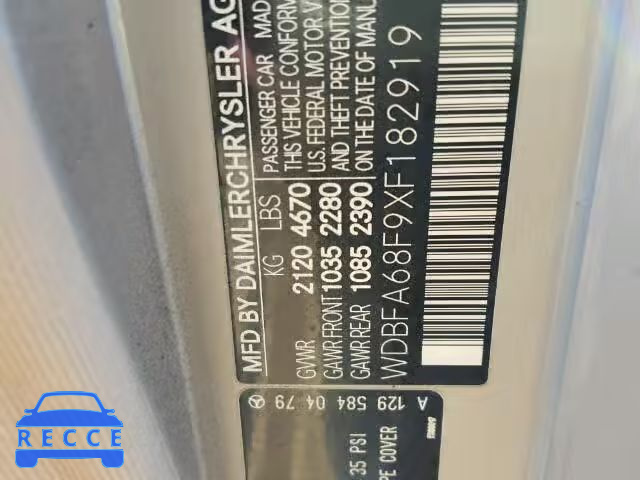 MFD BY DAIMLERCHRYSLER AG
KG LBS
GVWR 2120 4670
GAWR FRONT 1035 2280
GAWR REAR 1085 2390
PASSENGER CAR MAD
THIS VEHICLE CONFORM
U.S. FEDERAL MOTOR V
AND THEFT PREVENTION
ON THE DATE OF MANU
WDBFA68F9XF182919
A 129 584 04 79
35 PSI
PE COVER
RECCE